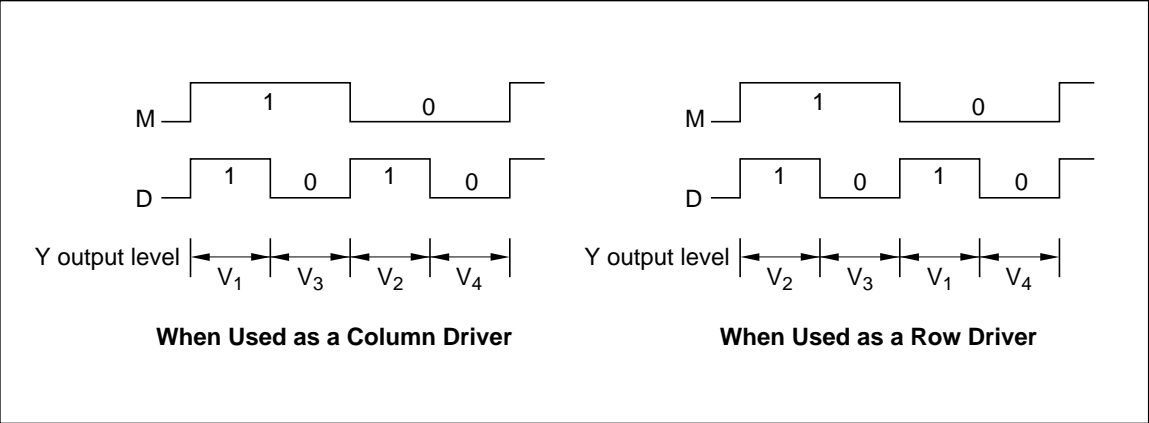 M 1 0
D 1 0 1 0
Y output level
V1 V3 V2 V4
When Used as a Column Driver
M 1 0
D 1 0 1 0
Y output level
V2 V3 V1 V4
When Used as a Row Driver